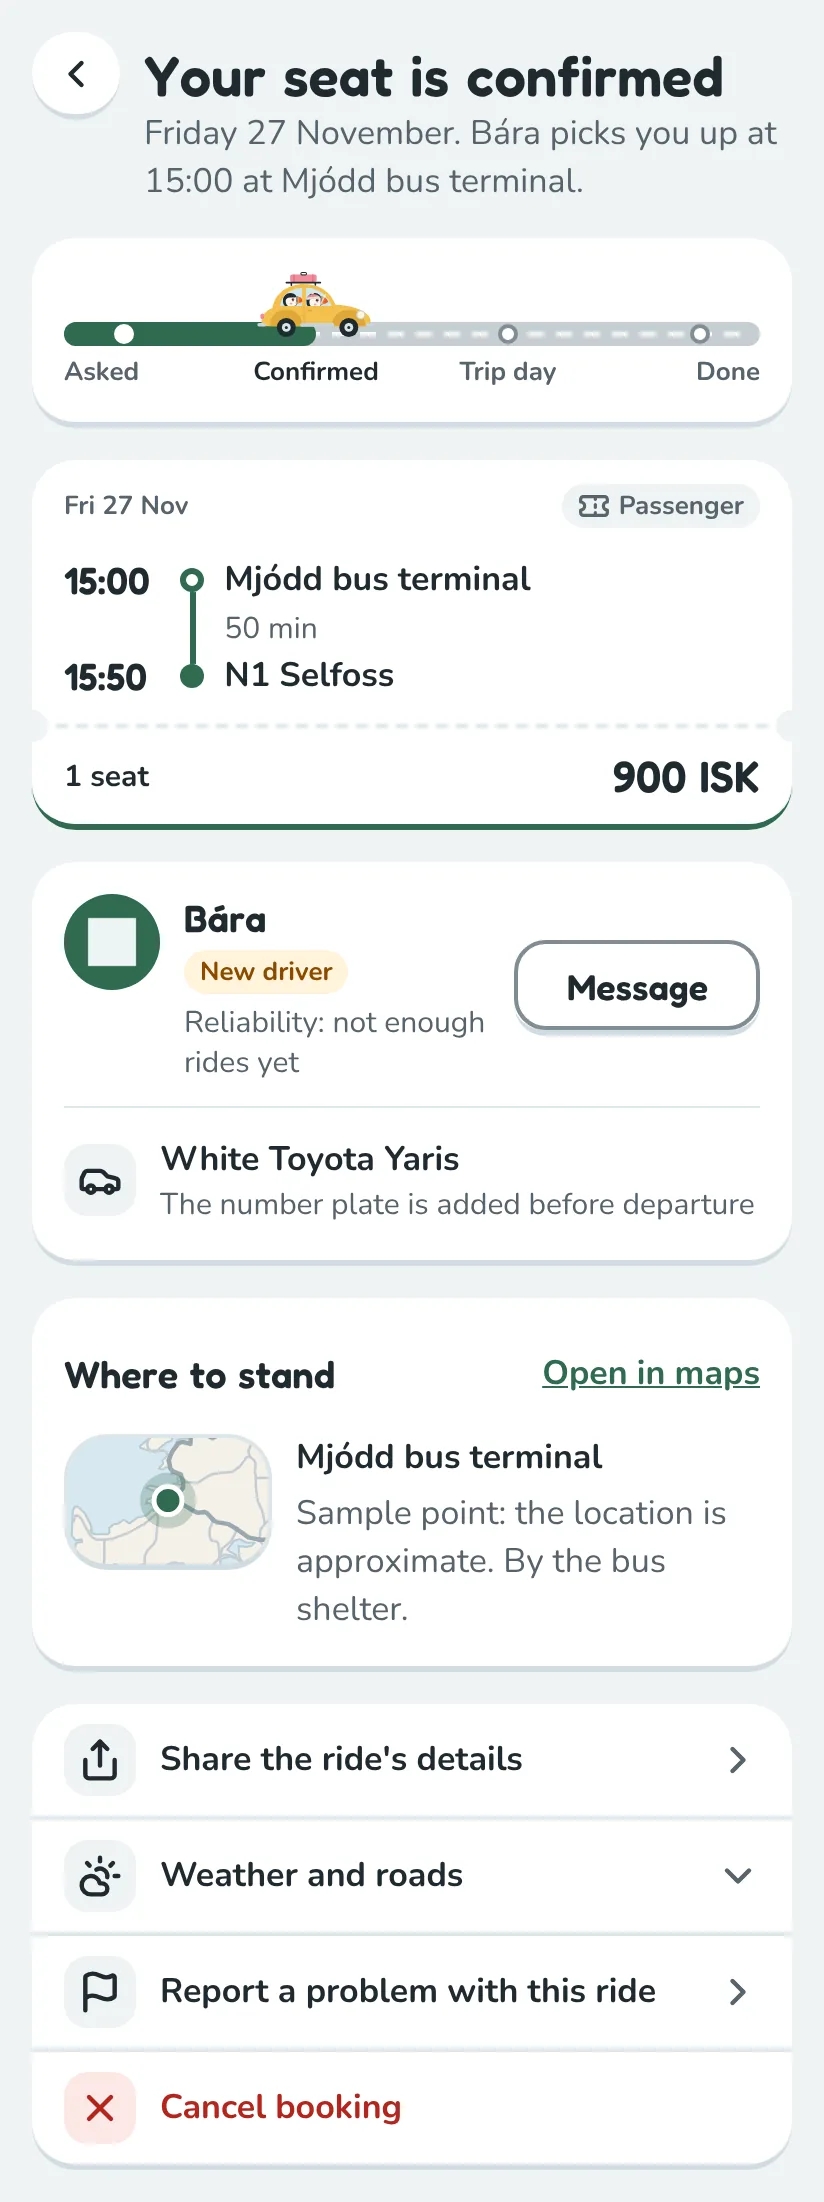 Your seat is confirmed
Friday 27 November. Bára picks you up at
15:00 at Mjódd bus terminal.
Asked
Confirmed
Trip day
Done
Fri 27 Nov
Passenger
15:00
Mjódd bus terminal
50 min
15:50
N1 Selfoss
1 seat
900 ISK
Bára
New driver
Reliability: not enough
rides yet
Message
White Toyota Yaris
The number plate is added before departure
Where to stand
Open in maps
Mjódd bus terminal
Sample point: the location is
approximate. By the bus
shelter.
Share the ride's details
Weather and roads
Report a problem with this ride
Cancel booking